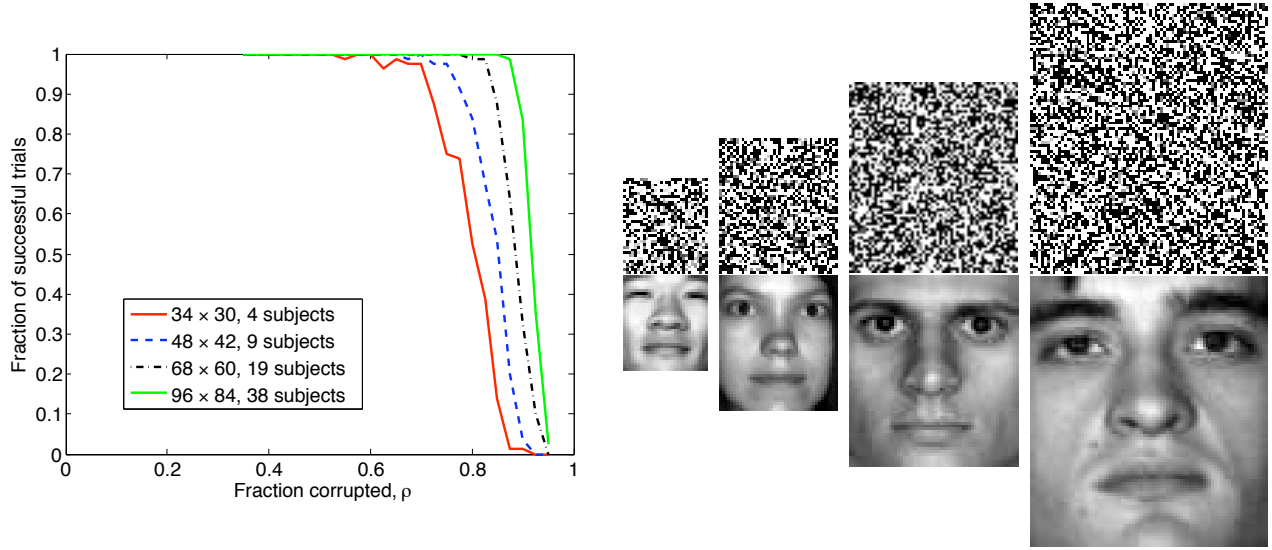 1
0.9
0.8
0.7
0.6
0.5
0.4
0.3
0.2
0.1
0
Fraction of successful trials
34 × 30, 4 subjects
48 × 42, 9 subjects
68 × 60, 19 subjects
96 × 84, 38 subjects
0 0.2 0.4 0.6 0.8 1
Fraction corrupted, ρ